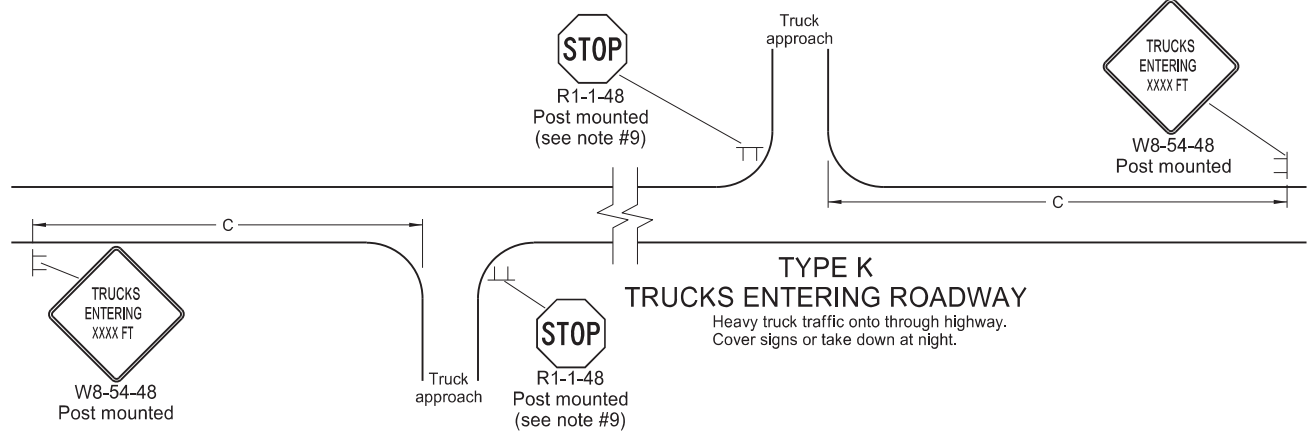 STOP
R1-1-48
Post mounted
(see note #9)
Truck
approach
TRUCKS
ENTERING
XXXX FT
W8-54-48
Post mounted
C
C
TRUCKS
ENTERING
XXXX FT
W8-54-48
Post mounted
Truck
approach
STOP
R1-1-48
Post mounted
(see note #9)
TYPE K
TRUCKS ENTERING ROADWAY
Heavy truck traffic onto through highway.
Cover signs or take down at night.